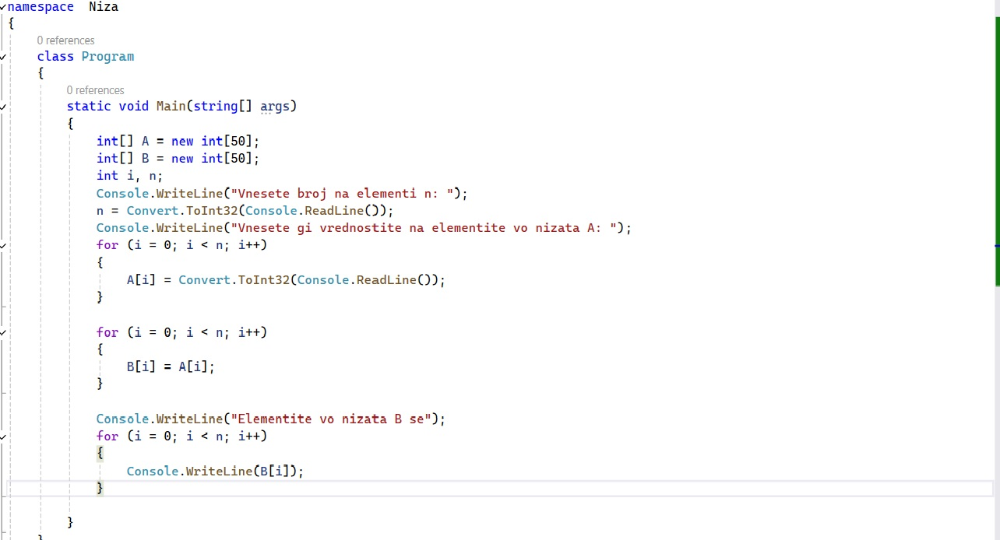 namespace  Niza
{
0 references
class Program
{
0 references
static void Main(string[] args)
{
int[] A = new int[50];
int[] B = new int[50];
int i, n;
Console.WriteLine("Vnesete broj na elementi n: ");
n = Convert.ToInt32(Console.ReadLine());
Console.WriteLine("Vnesete gi vrednostite na elementite vo nizata A: ");
for (i = 0; i < n; i++)
{
A[i] = Convert.ToInt32(Console.ReadLine());
}
for (i = 0; i < n; i++)
{
B[i] = A[i];
}
Console.WriteLine("Elementite vo nizata B se");
for (i = 0; i < n; i++)
{
Console.WriteLine(B[i]);
}
}
}